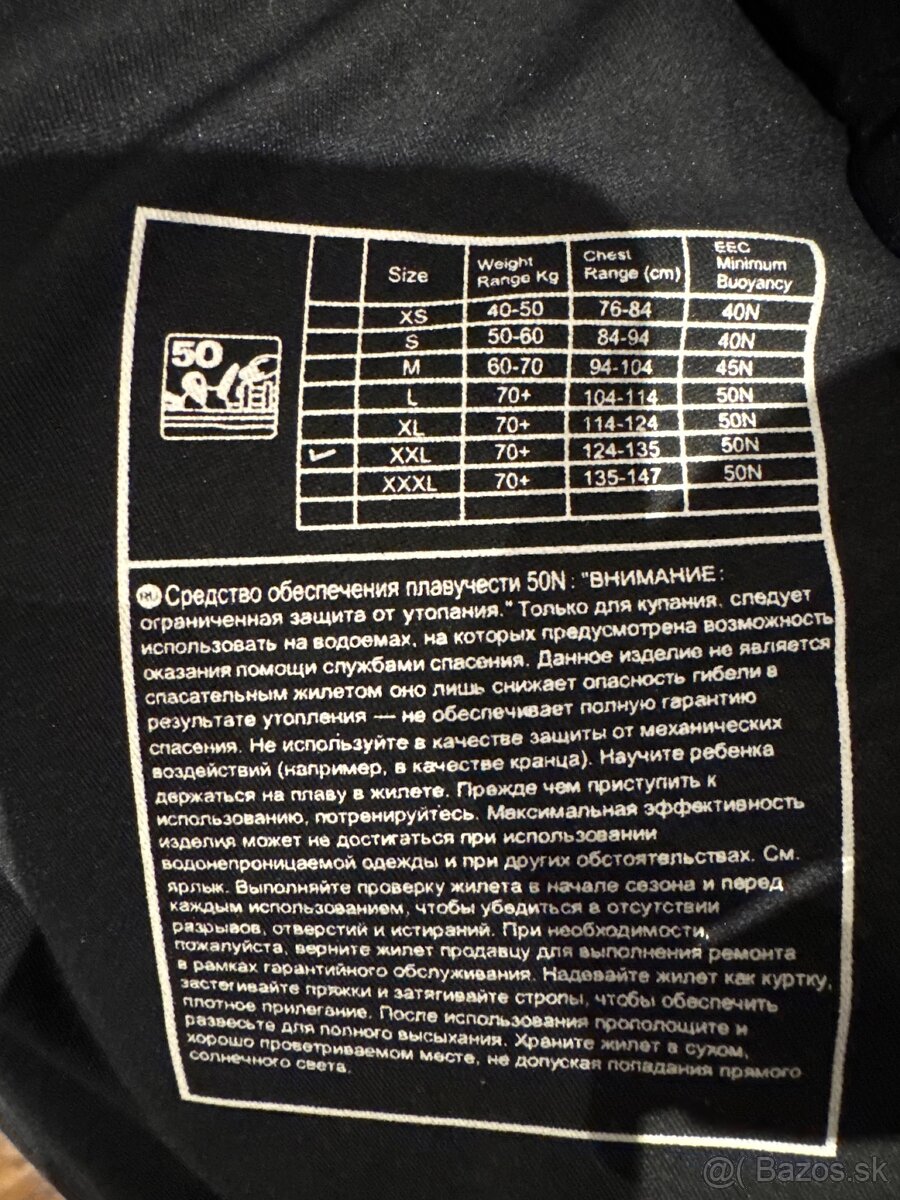 Size Weight Range Kg Chest Range (cm) EEC Minimum Buoyancy
XS 40-50 76-84 40N
S 50-60 84-94 40N
M 60-70 94-104 45N
L 70+ 104-114 50N
XL 70+ 114-124 50N
XXL 70+ 124-135 50N
XXXL 70+ 135-147 50N
50
RU Средство обеспечения плавучести 50N : "ВНИМАНИЕ :
ограниченная защита от утопания." Только для купания, следует
использовать на водоемах, на которых предусмотрена возможность
оказания помощи службами спасения. Данное изделие не является
спасательным жилетом оно лишь снижает опасность гибели в
результате утопления — не обеспечивает полную гарантию
спасения. Не используйте в качестве защиты от механических
воздействий (например, в качестве кранца). Научите ребенка
держаться на плаву в жилете. Прежде чем приступить к
использованию, потренируйтесь. Максимальная эффективность
изделия может не достигаться при использовании
водонепроницаемой одежды и при других обстоятельствах. См.
ярлык. Выполняйте проверку жилета в начале сезона и перед
каждым использованием, чтобы убедиться в отсутствии
разрывов, отверстий и истираний. При необходимости,
пожалуйста, верните жилет продавцу для выполнения ремонта
в рамках гарантийного обслуживания. Надевайте жилет как куртку,
застегивайте пряжки и затягивайте стропы, чтобы обеспечить
плотное прилегание. После использования прополощите и
развесьте для полного высыхания. Храните жилет в сухом,
хорошо проветриваемом месте, не допуская попадания прямого
солнечного света.
@( Bazos.sk